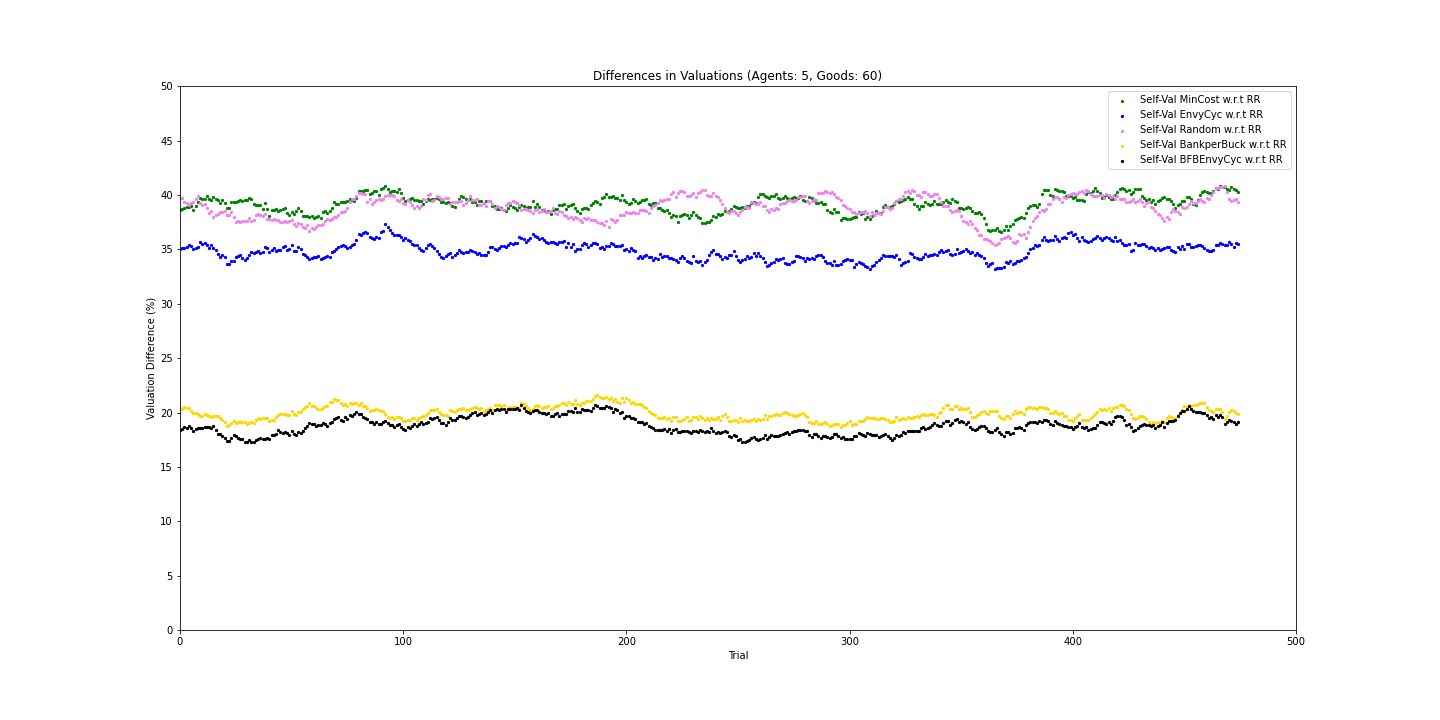 Differences in Valuations (Agents: 5, Goods: 60)
50
45
40
35
30
25
20
15
10
5
0
Valuation Difference (%)
Self-Val MinCost w.r.t RR
Self-Val EnvyCyc w.r.t RR
Self-Val Random w.r.t RR
Self-Val BankperBuck w.r.t RR
Self-Val BFBEnvyCyc w.r.t RR
0 100 200 300 400 500
Trial